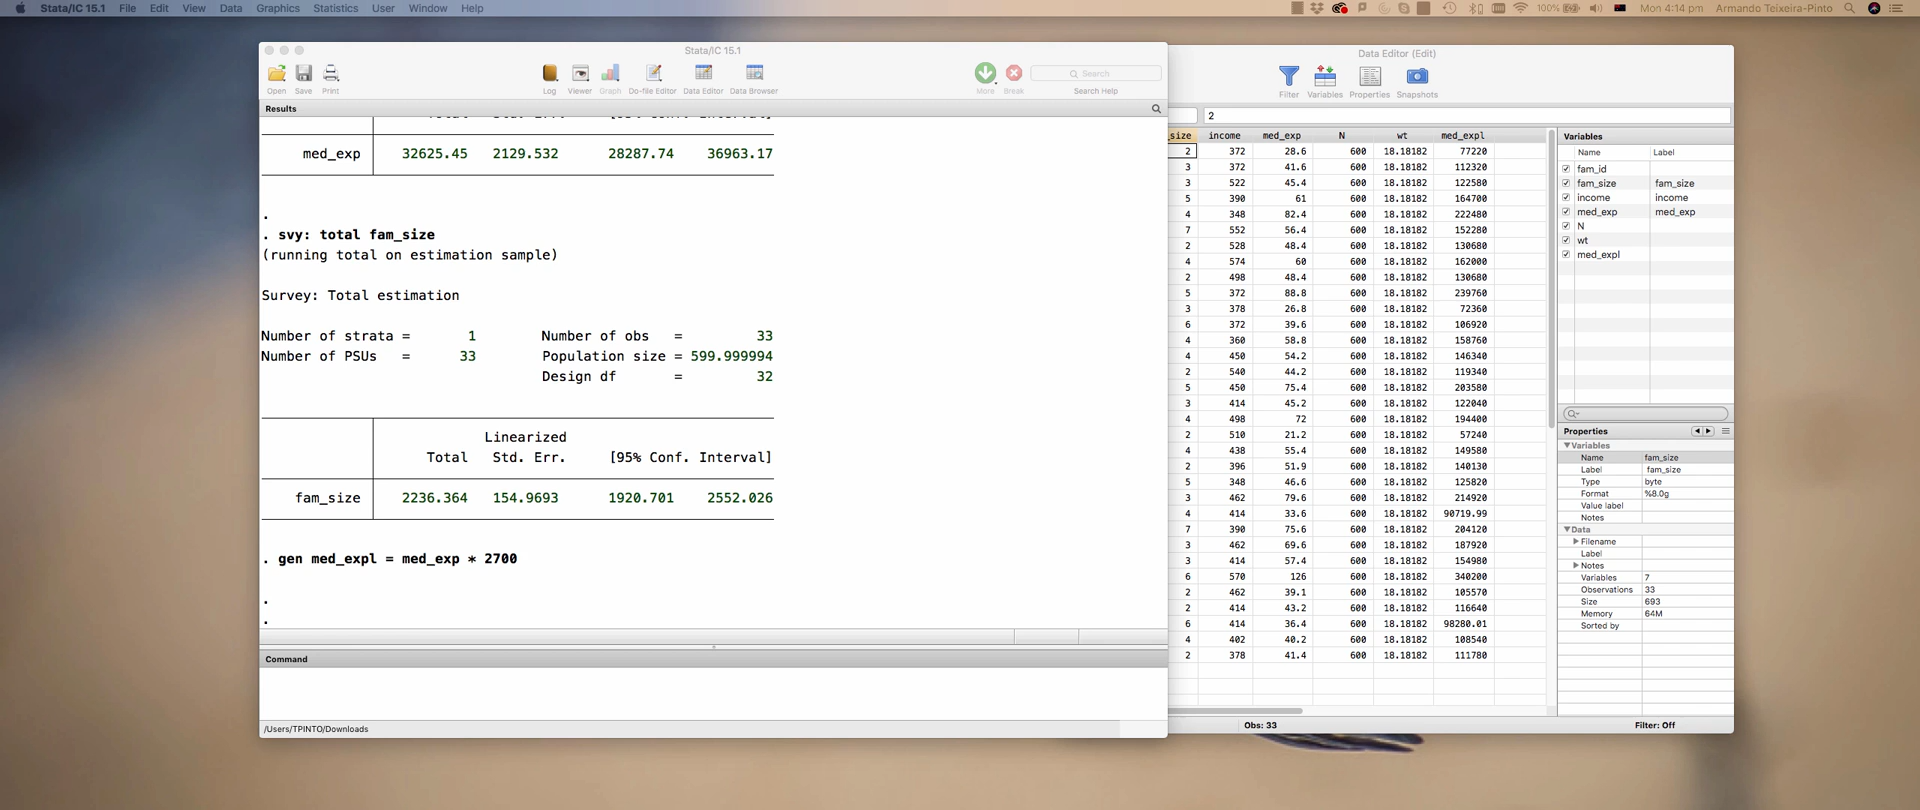 Stata/IC 15.1 File Edit View Data Graphics Statistics User Window Help 100% Mon 4:14 pm Armando Teixeira-Pinto
Stata/IC 15.1
Open Save Print Log Viewer Graph Do-file Editor Data Editor Data Browser More Break Search Search Help
Results
med_exp 32625.45 2129.532 28287.74 36963.17
.
. svy: total fam_size
(running total on estimation sample)
Survey: Total estimation
Number of strata = 1 Number of obs = 33
Number of PSUs = 33 Population size = 599.999994
Design df = 32
Linearized
Total Std. Err. [95% Conf. Interval]
fam_size 2236.364 154.9693 1920.701 2552.026
. gen med_expl = med_exp * 2700
.
.
Command
/Users/TPINTO/Downloads
Data Editor (Edit)
Filter Variables Properties Snapshots
2
_size income med_exp N wt med_expl
2 372 28.6 600 18.18182 77220
3 372 41.6 600 18.18182 112320
3 522 45.4 600 18.18182 122580
5 390 61 600 18.18182 164700
4 348 82.4 600 18.18182 222480
7 552 56.4 600 18.18182 152280
2 528 48.4 600 18.18182 130680
4 574 60 600 18.18182 162000
2 498 48.4 600 18.18182 130680
5 372 88.8 600 18.18182 239760
3 378 26.8 600 18.18182 72360
6 372 39.6 600 18.18182 106920
4 360 58.8 600 18.18182 158760
4 450 54.2 600 18.18182 146340
2 540 44.2 600 18.18182 119340
5 450 75.4 600 18.18182 203580
3 414 45.2 600 18.18182 122040
4 498 72 600 18.18182 194400
2 510 21.2 600 18.18182 57240
4 438 55.4 600 18.18182 149580
2 396 51.9 600 18.18182 140130
5 348 46.6 600 18.18182 125820
3 462 79.6 600 18.18182 214920
4 414 33.6 600 18.18182 90719.99
7 390 75.6 600 18.18182 204120
3 462 69.6 600 18.18182 187920
3 414 57.4 600 18.18182 154980
6 570 126 600 18.18182 340200
2 462 39.1 600 18.18182 105570
2 414 43.2 600 18.18182 116640
6 414 36.4 600 18.18182 98280.01
4 402 40.2 600 18.18182 108540
2 378 41.4 600 18.18182 111780
Obs: 33 Filter: Off
Variables
Name Label
fam_id
fam_size fam_size
income income
med_exp med_exp
N
wt
med_expl
Properties
Variables
Name fam_size
Label fam_size
Type byte
Format %8.0g
Value label
Notes
Data
Filename
Label
Notes
Variables 7
Observations 33
Size 693
Memory 64M
Sorted by